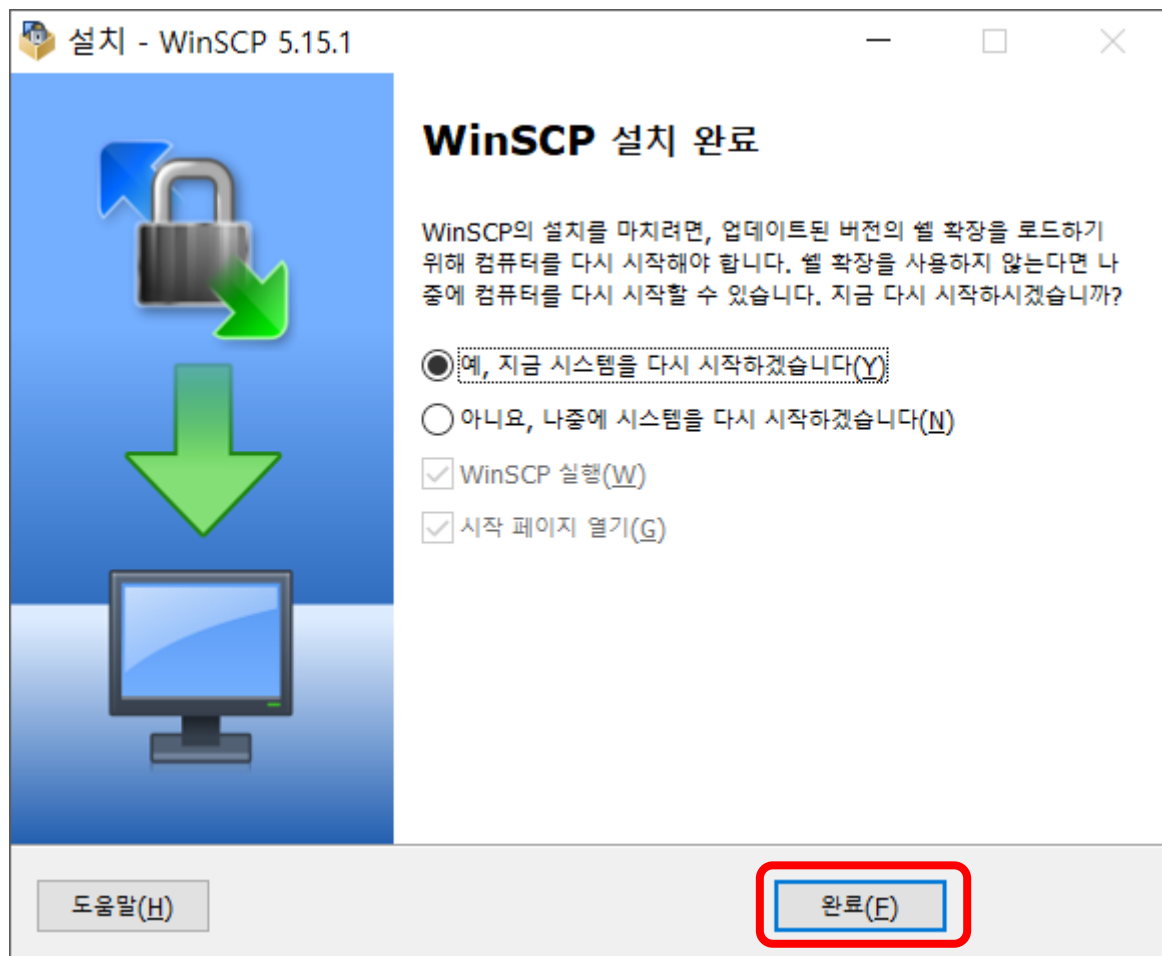 설치 - WinSCP 5.15.1
WinSCP 설치 완료
WinSCP의 설치를 마치려면, 업데이트된 버전의 쉘 확장을 로드하기
위해 컴퓨터를 다시 시작해야 합니다. 쉘 확장을 사용하지 않는다면 나
중에 컴퓨터를 다시 시작할 수 있습니다. 지금 다시 시작하시겠습니까?
예, 지금 시스템을 다시 시작하겠습니다(Y)
아니요, 나중에 시스템을 다시 시작하겠습니다(N)
WinSCP 실행(W)
시작 페이지 열기(G)
도움말(H)
완료(F)